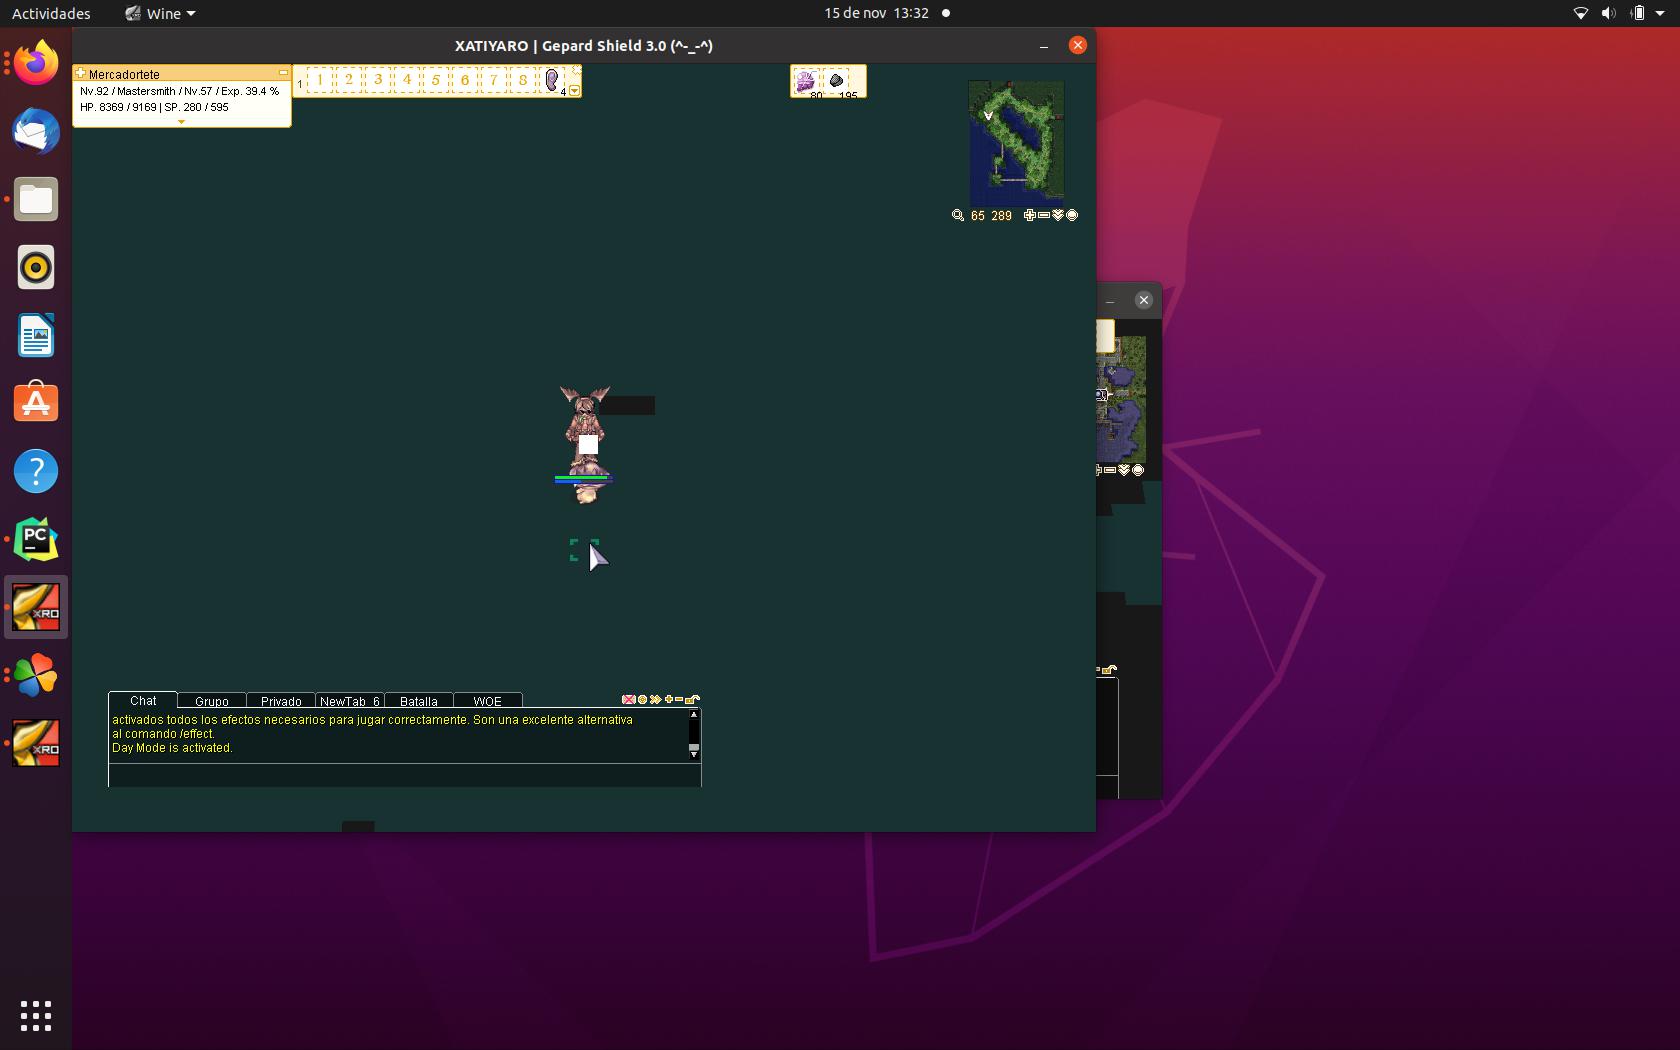 Actividades
Wine
15 de nov 13:32
XATIYARO | Gepard Shield 3.0 (^-_-^)
Mercadortete
Nv.92 / Mastersmith / Nv.57 / Exp. 39.4 %
HP. 8369 / 9169 | SP. 280 / 595
1 1 2 3 4 5 6 7 8 4
80 195
65 289
?
PC
XRO
XRO
Chat Grupo Privado NewTab_6 Batalla WOE
activados todos los efectos necesarios para jugar correctamente. Son una excelente alternativa
al comando /effect.
Day Mode is activated.